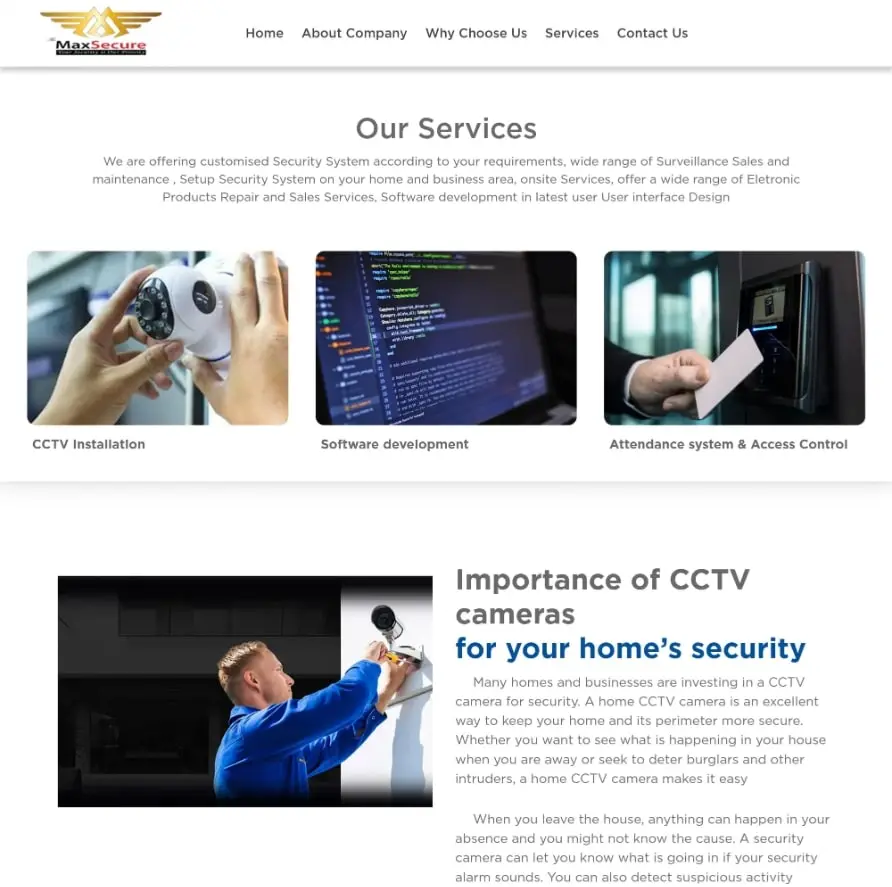 MaxSecure
Your Security is Our Priority
Home About Company Why Choose Us Services Contact Us
Our Services
We are offering customised Security System according to your requirements, wide range of Surveillance Sales and
maintenance , Setup Security System on your home and business area, onsite Services, offer a wide range of Eletronic
Products Repair and Sales Services, Software development in latest user User interface Design
CCTV Installation
Software development
Attendance system & Access Control
Importance of CCTV
cameras
for your home’s security
Many homes and businesses are investing in a CCTV
camera for security. A home CCTV camera is an excellent
way to keep your home and its perimeter more secure.
Whether you want to see what is happening in your house
when you are away or seek to deter burglars and other
intruders, a home CCTV camera makes it easy
When you leave the house, anything can happen in your
absence and you might not know the cause. A security
camera can let you know what is going in if your security
alarm sounds. You can also detect suspicious activity